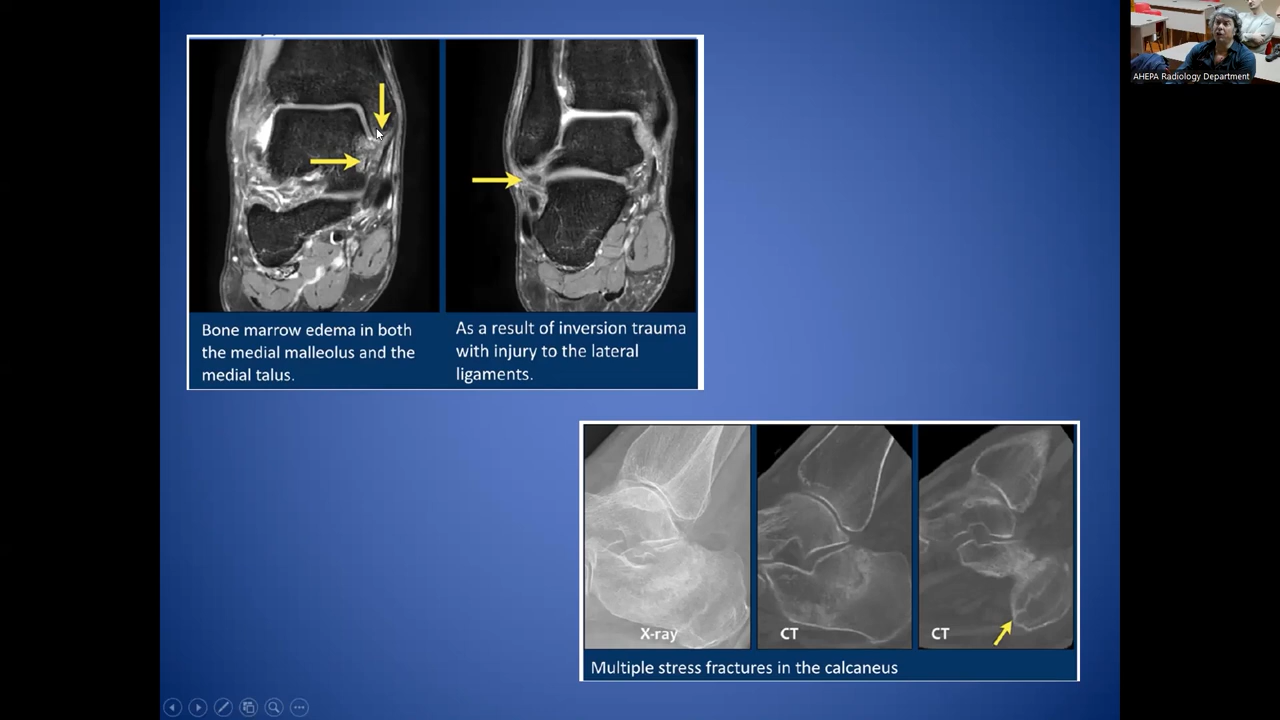 AHEPA Radiology Department
Bone marrow edema in both
the medial malleolus and the
medial talus.
As a result of inversion trauma
with injury to the lateral
ligaments.
X-ray
CT
CT
Multiple stress fractures in the calcaneus